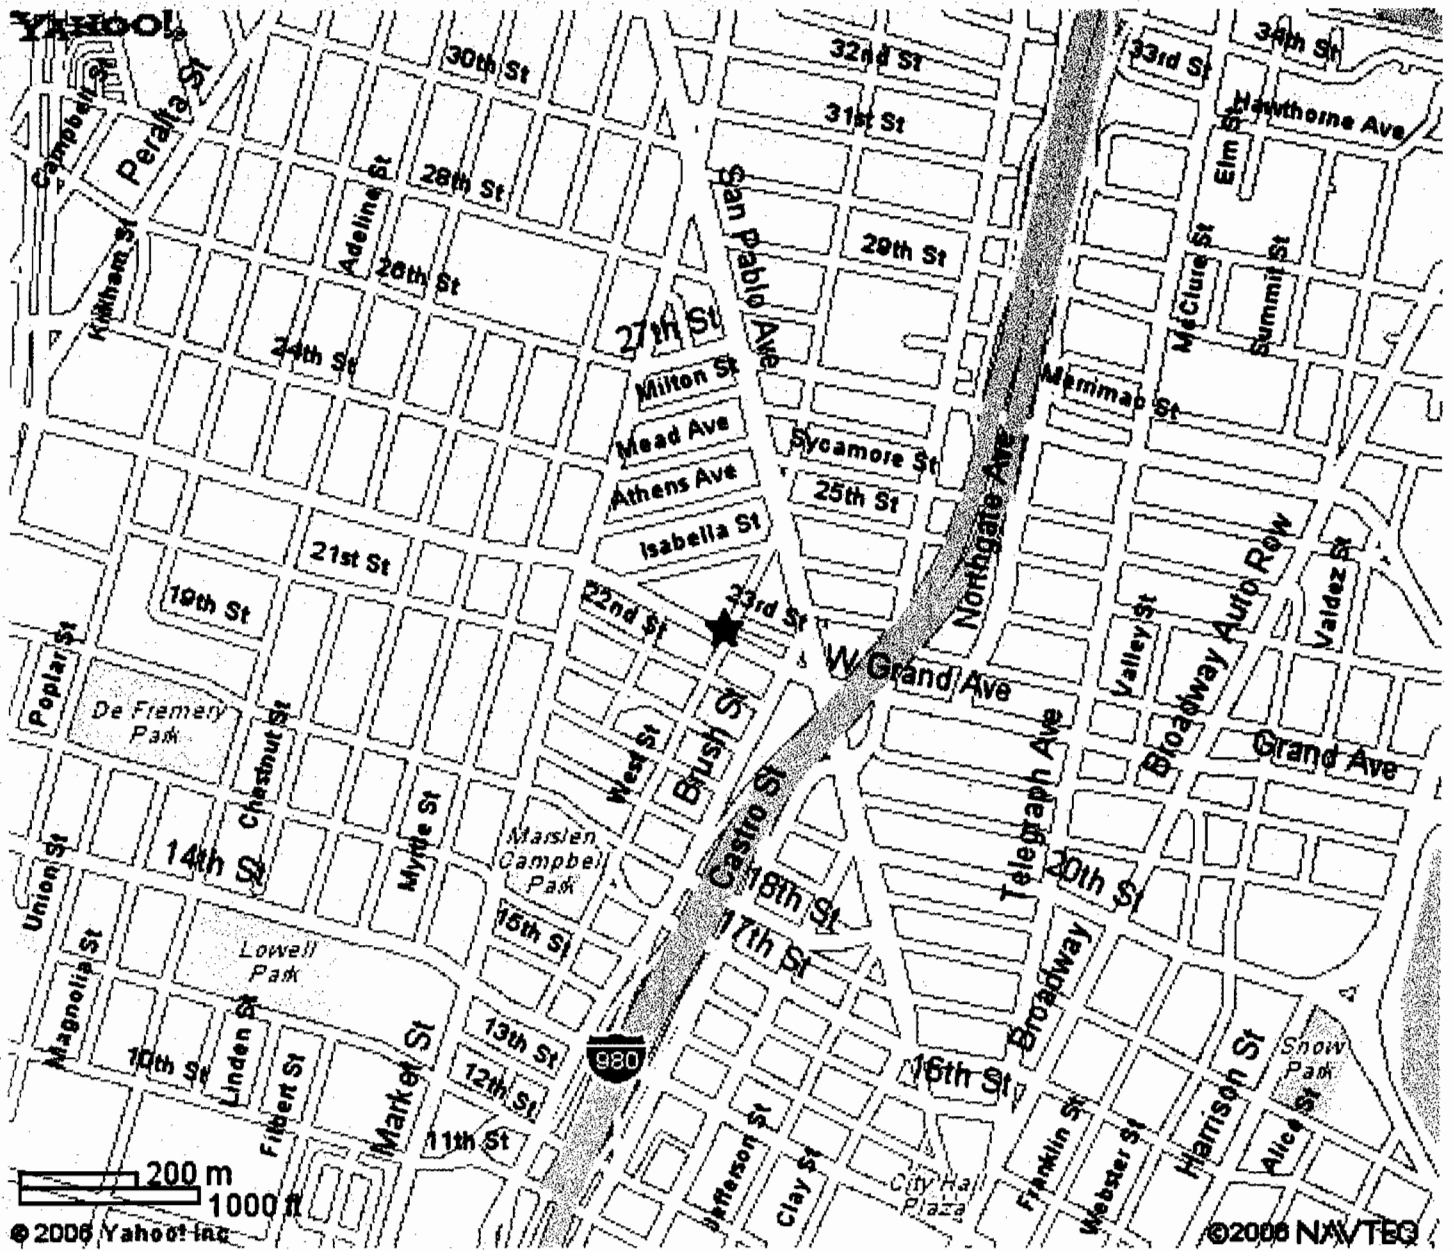 YAHOO!
30th St
32nd St
33rd St
34th St
Campbell St
Peralta St
31st St
Hawthorne Ave
Elm St
Adeline St
28th St
San Pablo Ave
29th St
Kirkham St
26th St
McClure St
Summit St
27th St
24th St
Milton St
Merrimac St
Mead Ave
Sycamore St
Athens Ave
25th St
Northgate Ave
Isabella St
21st St
19th St
22nd St
23rd St
Valdez St
Valley St
Broadway Auto Row
W Grand Ave
Poplar St
De Fremery
Park
Chestnut St
West St
Brush St
Telegraph Ave
Grand Ave
Castro St
Myrtle St
Union St
14th St
Marslen
Campbell
Park
18th St
20th St
15th St
17th St
Lowell
Park
Magnolia St
Broadway
10th St
Linden St
Filbert St
Market St
13th St
12th St
11th St
980
16th St
Snow
Park
Harrison St
Alice St
Franklin St
Webster St
Jefferson St
Clay St
City Hall
Plaza
200 m
1000 ft
© 2006 Yahoo! Inc
©2006 NAVTEQ